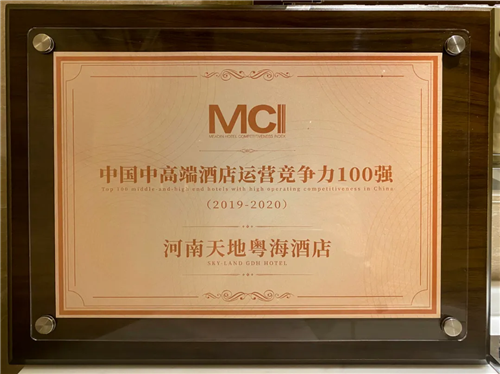 MCI
中国中高端酒店运营竞争力100强
Top 100 middle and high end hotels with high operating competitiveness in China
(2019-2020)
河南天地粤海酒店
SKY-LAND GDH HOTEL